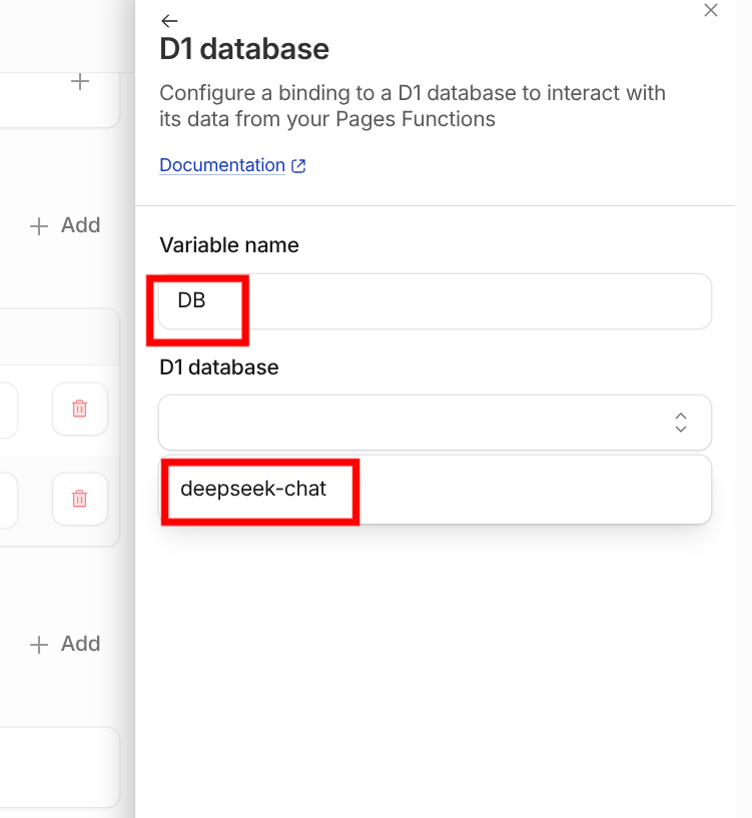 D1 database
Configure a binding to a D1 database to interact with
its data from your Pages Functions
Documentation
Add
Variable name
DB
D1 database
deepseek-chat
Add